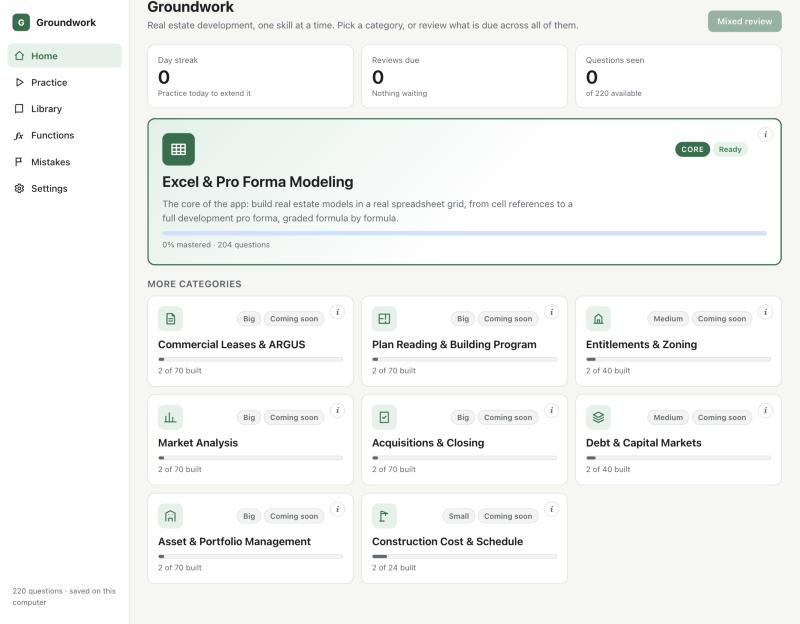 G Groundwork
Home
Practice
Library
fx Functions
Mistakes
Settings
220 questions · saved on this
computer
Groundwork
Real estate development, one skill at a time. Pick a category, or review what is due across all of them.
Mixed review
Day streak
0
Practice today to extend it
Reviews due
0
Nothing waiting
Questions seen
0
of 220 available
i
CORE Ready
Excel & Pro Forma Modeling
The core of the app: build real estate models in a real spreadsheet grid, from cell references to a
full development pro forma, graded formula by formula.
0% mastered · 204 questions
MORE CATEGORIES
Big Coming soon i
Commercial Leases & ARGUS
2 of 70 built
Big Coming soon i
Plan Reading & Building Program
2 of 70 built
Medium Coming soon i
Entitlements & Zoning
2 of 40 built
Big Coming soon i
Market Analysis
2 of 70 built
Big Coming soon i
Acquisitions & Closing
2 of 70 built
Medium Coming soon i
Debt & Capital Markets
2 of 40 built
Big Coming soon i
Asset & Portfolio Management
2 of 70 built
Small Coming soon i
Construction Cost & Schedule
2 of 24 built